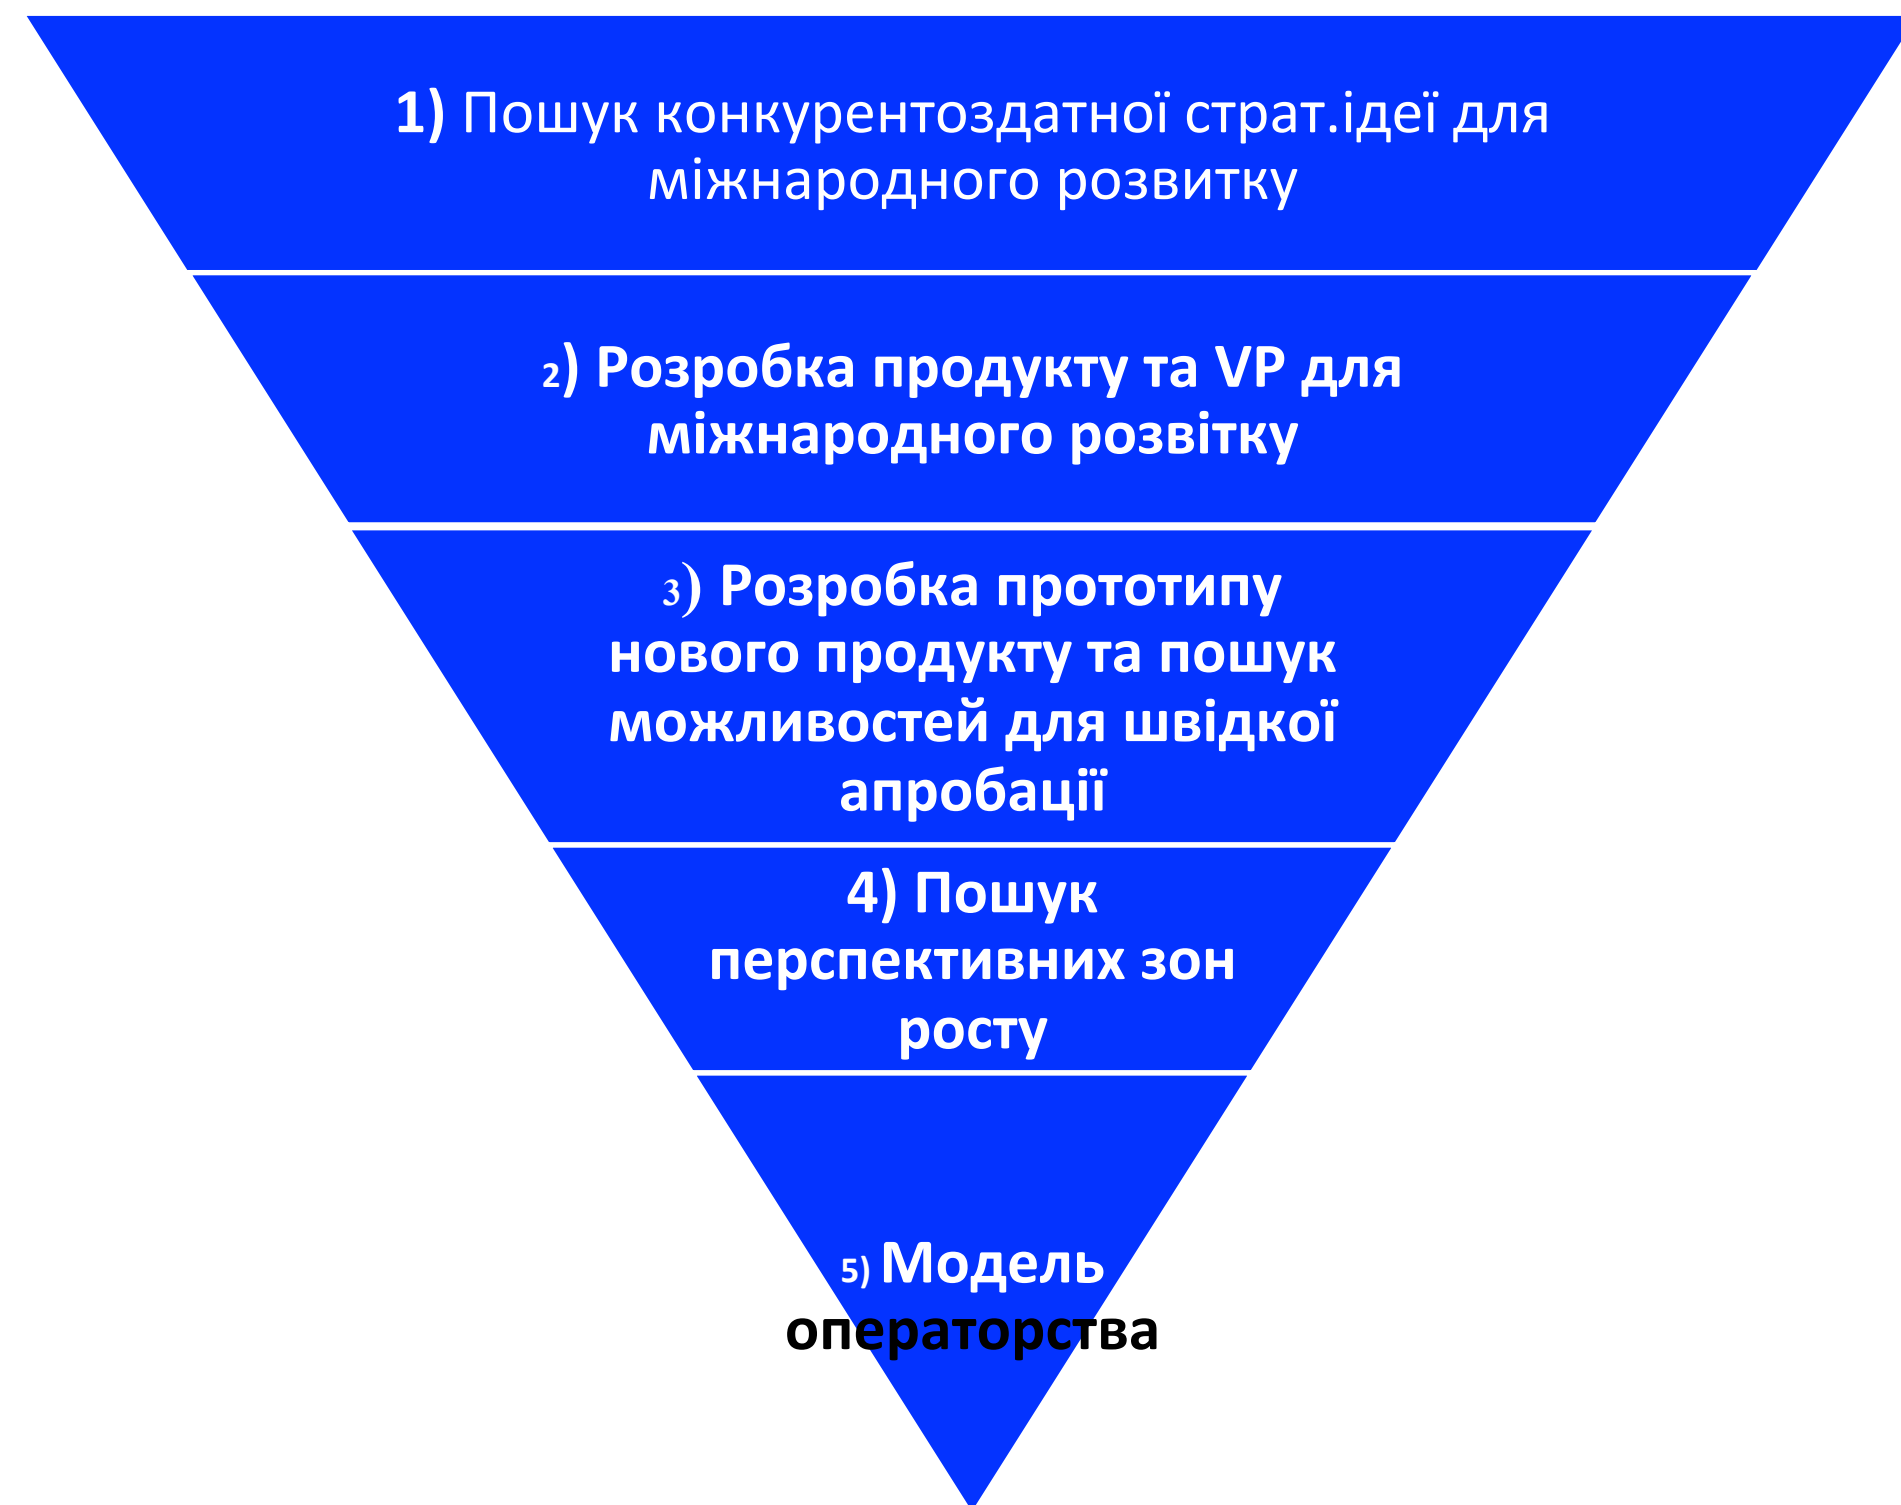 1) Пошук конкурентоздатної страт.ідеї для
міжнародного розвитку
2) Розробка продукту та VP для
міжнародного розвітку
3) Розробка прототипу
нового продукту та пошук
можливостей для швідкої
апробації
4) Пошук
перспективних зон
росту
5) Модель
операторства